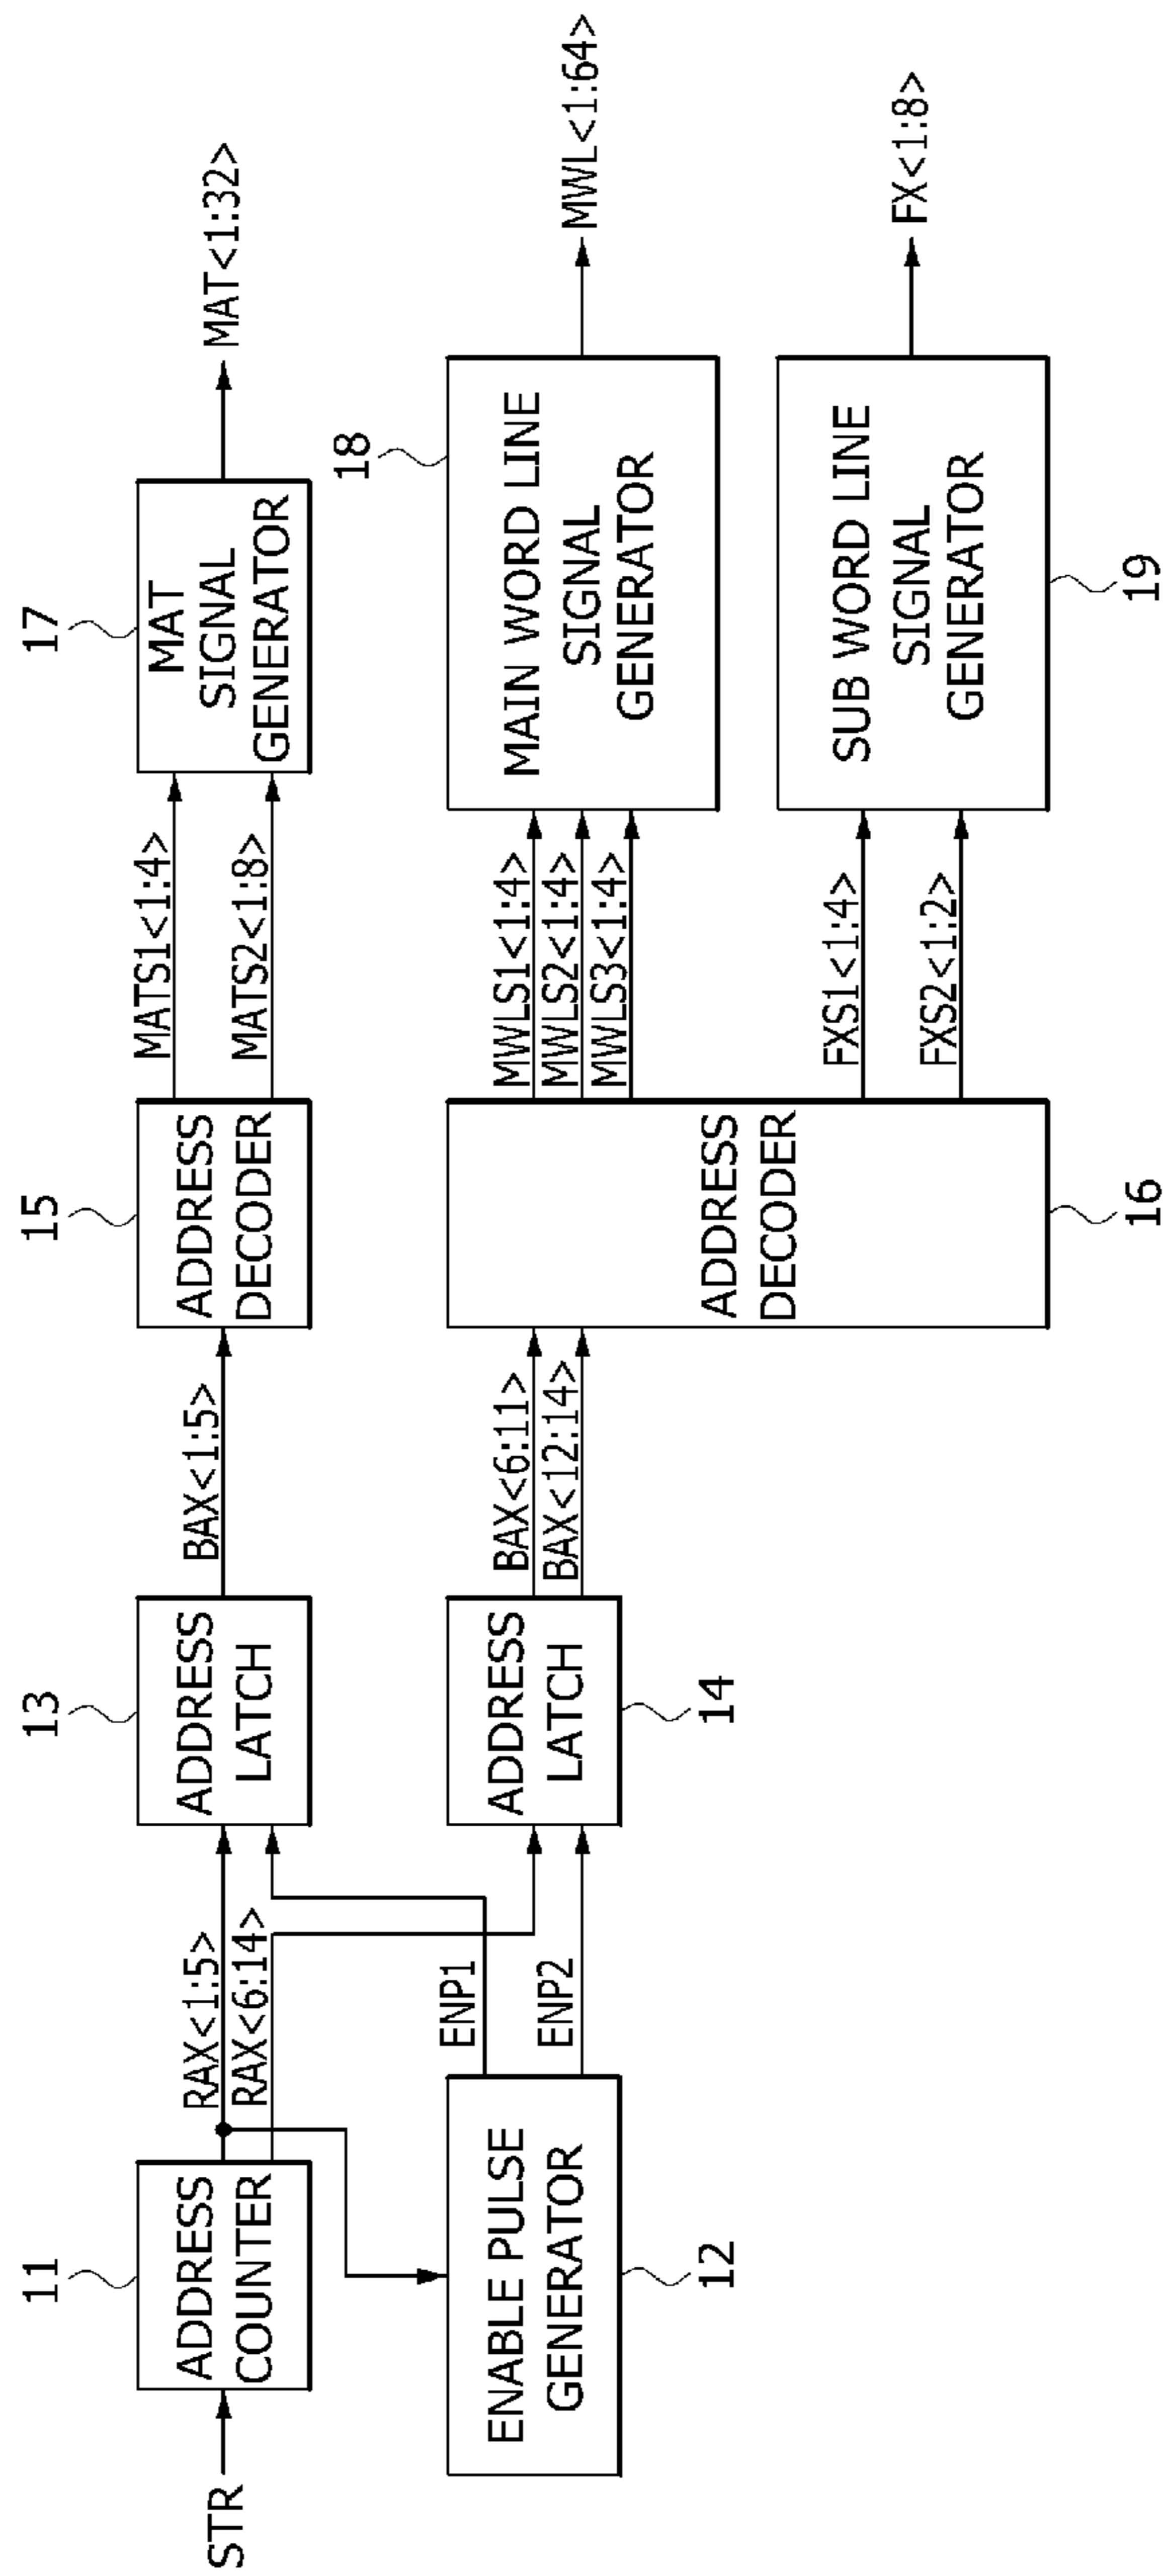 STR
11
ADDRESS
COUNTER
RAX<1:5>
RAX<6:14>
12
ENABLE PULSE
GENERATOR
ENP1
ENP2
13
ADDRESS
LATCH
BAX<1:5>
14
ADDRESS
LATCH
BAX<6:11>
BAX<12:14>
15
ADDRESS
DECODER
MATS1<1:4>
MATS2<1:8>
16
ADDRESS
DECODER
MWLS1<1:4>
MWLS2<1:4>
MWLS3<1:4>
FXS1<1:4>
FXS2<1:2>
17
MAT
SIGNAL
GENERATOR
MAT<1:32>
18
MAIN WORD LINE
SIGNAL
GENERATOR
MWL<1:64>
19
SUB WORD LINE
SIGNAL
GENERATOR
FX<1:8>